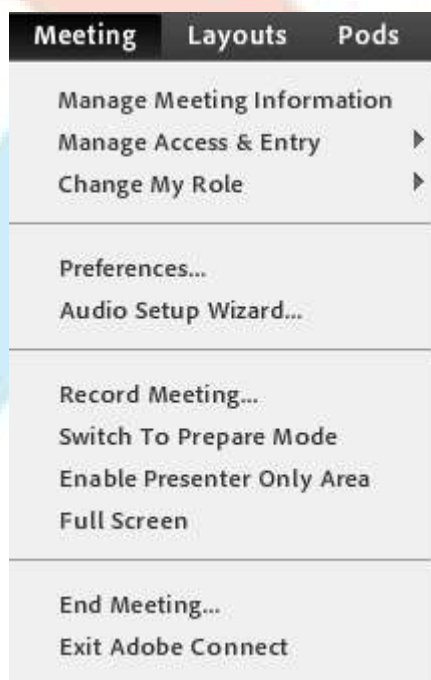 Meeting Layouts Pods
Manage Meeting Information
Manage Access & Entry
Change My Role
Preferences...
Audio Setup Wizard...
Record Meeting...
Switch To Prepare Mode
Enable Presenter Only Area
Full Screen
End Meeting...
Exit Adobe Connect